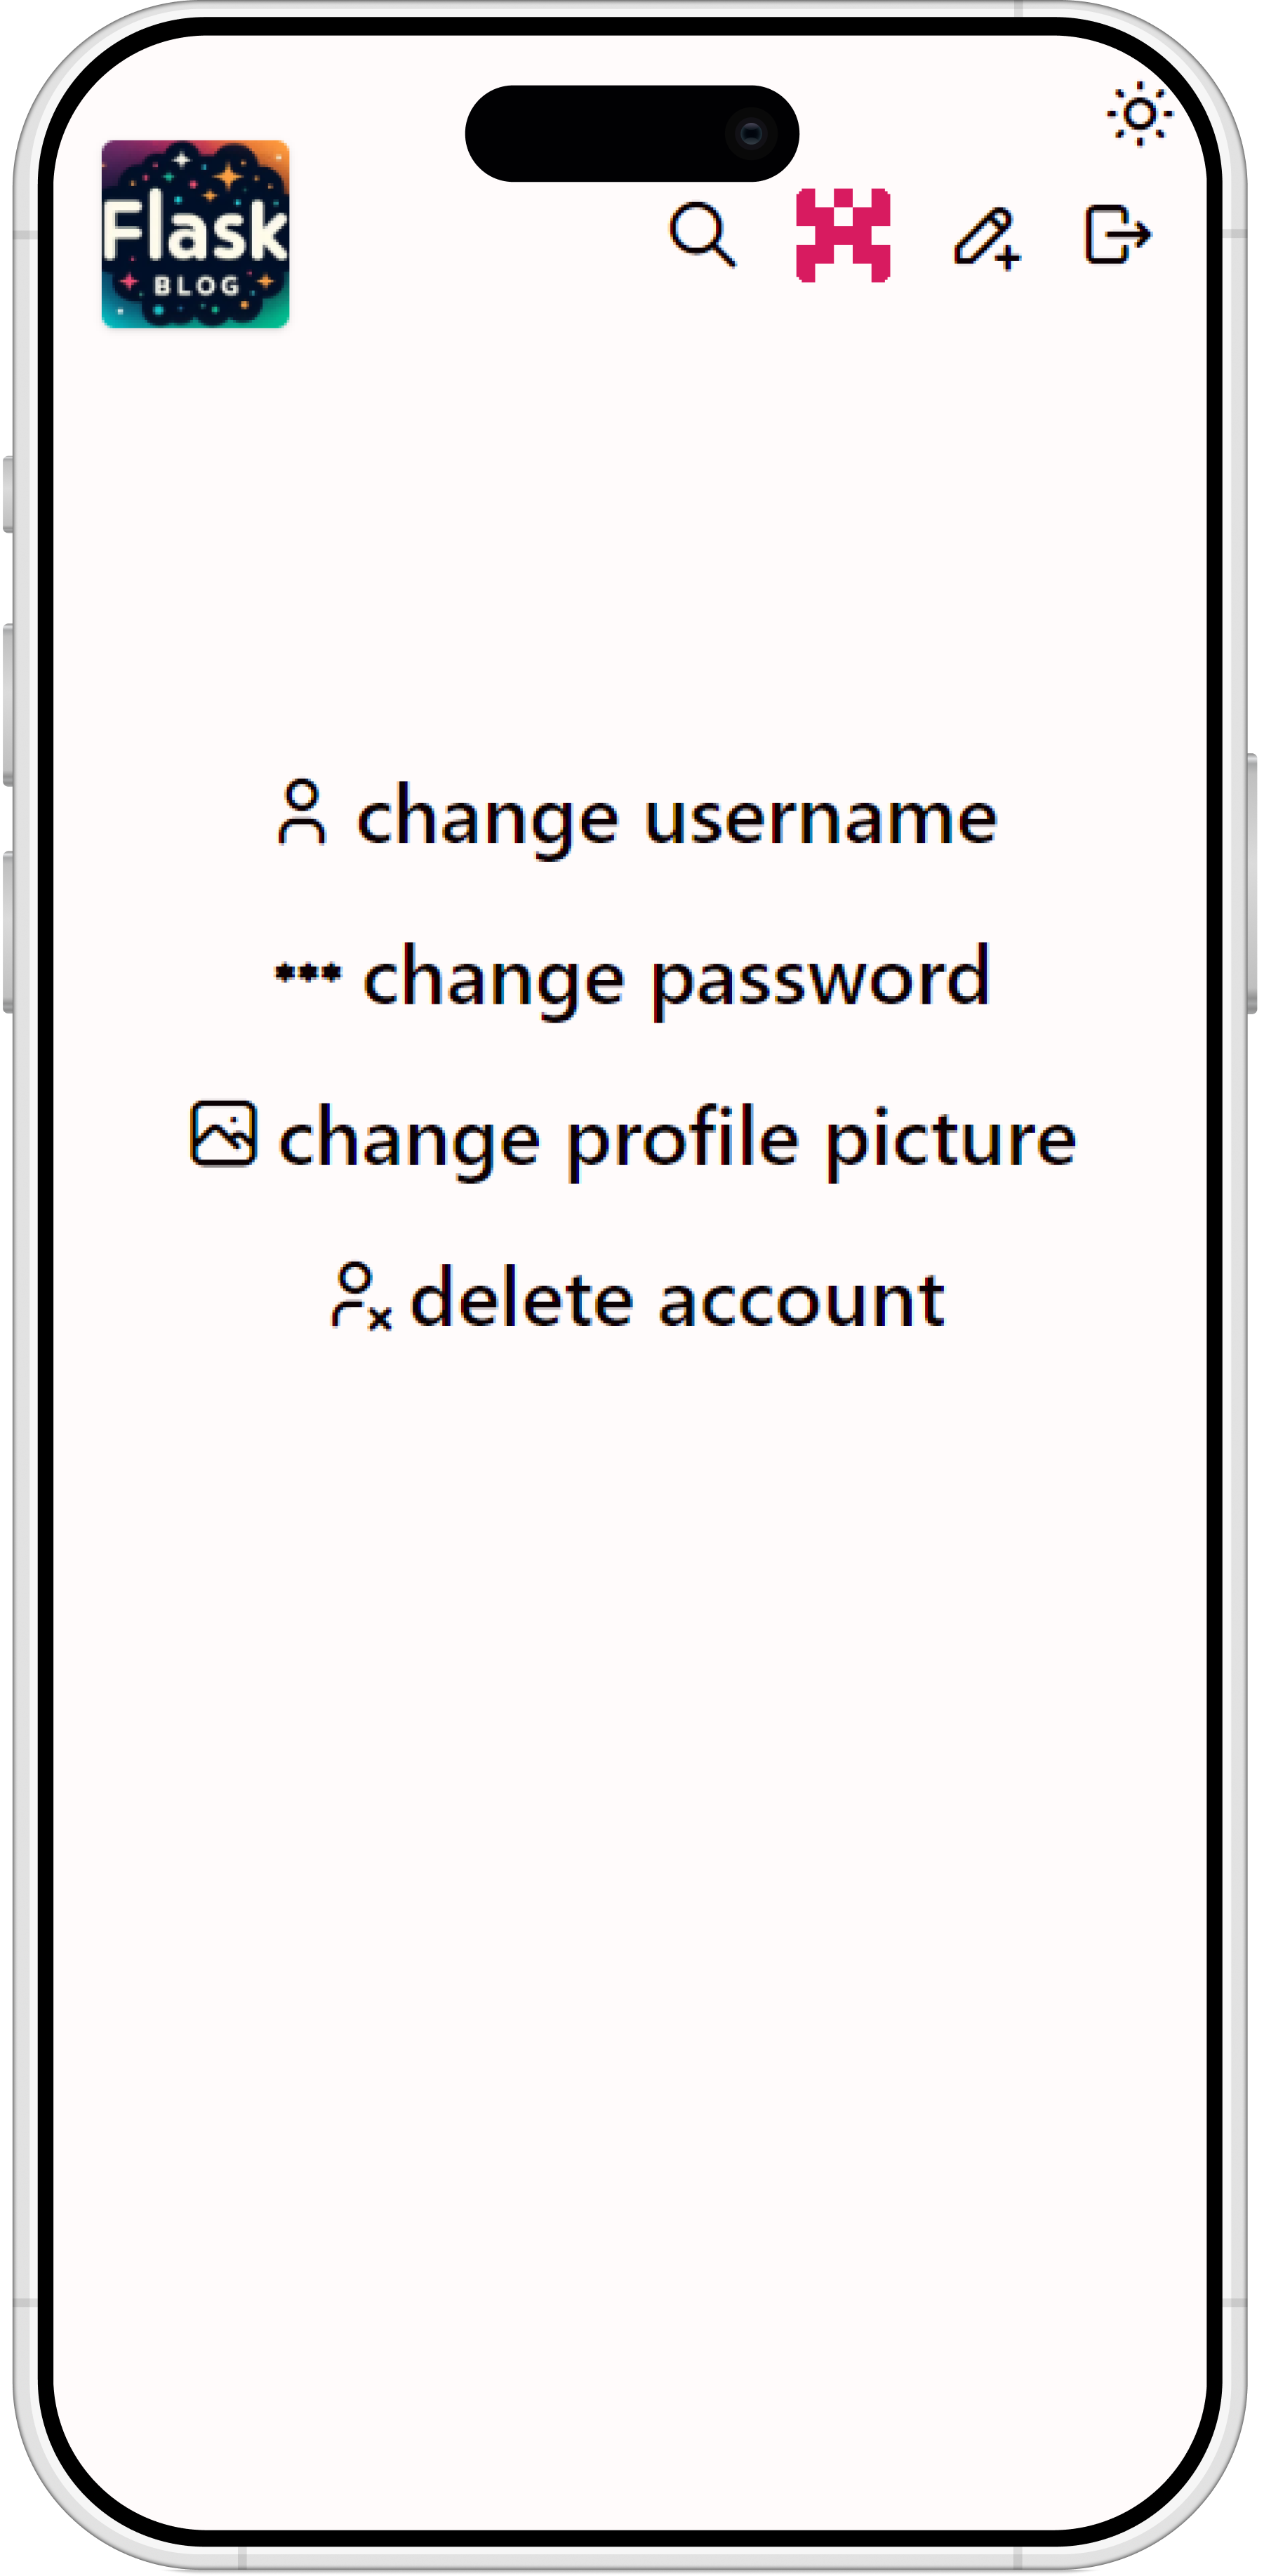 Flask
BLOG
change username
*** change password
change profile picture
delete account